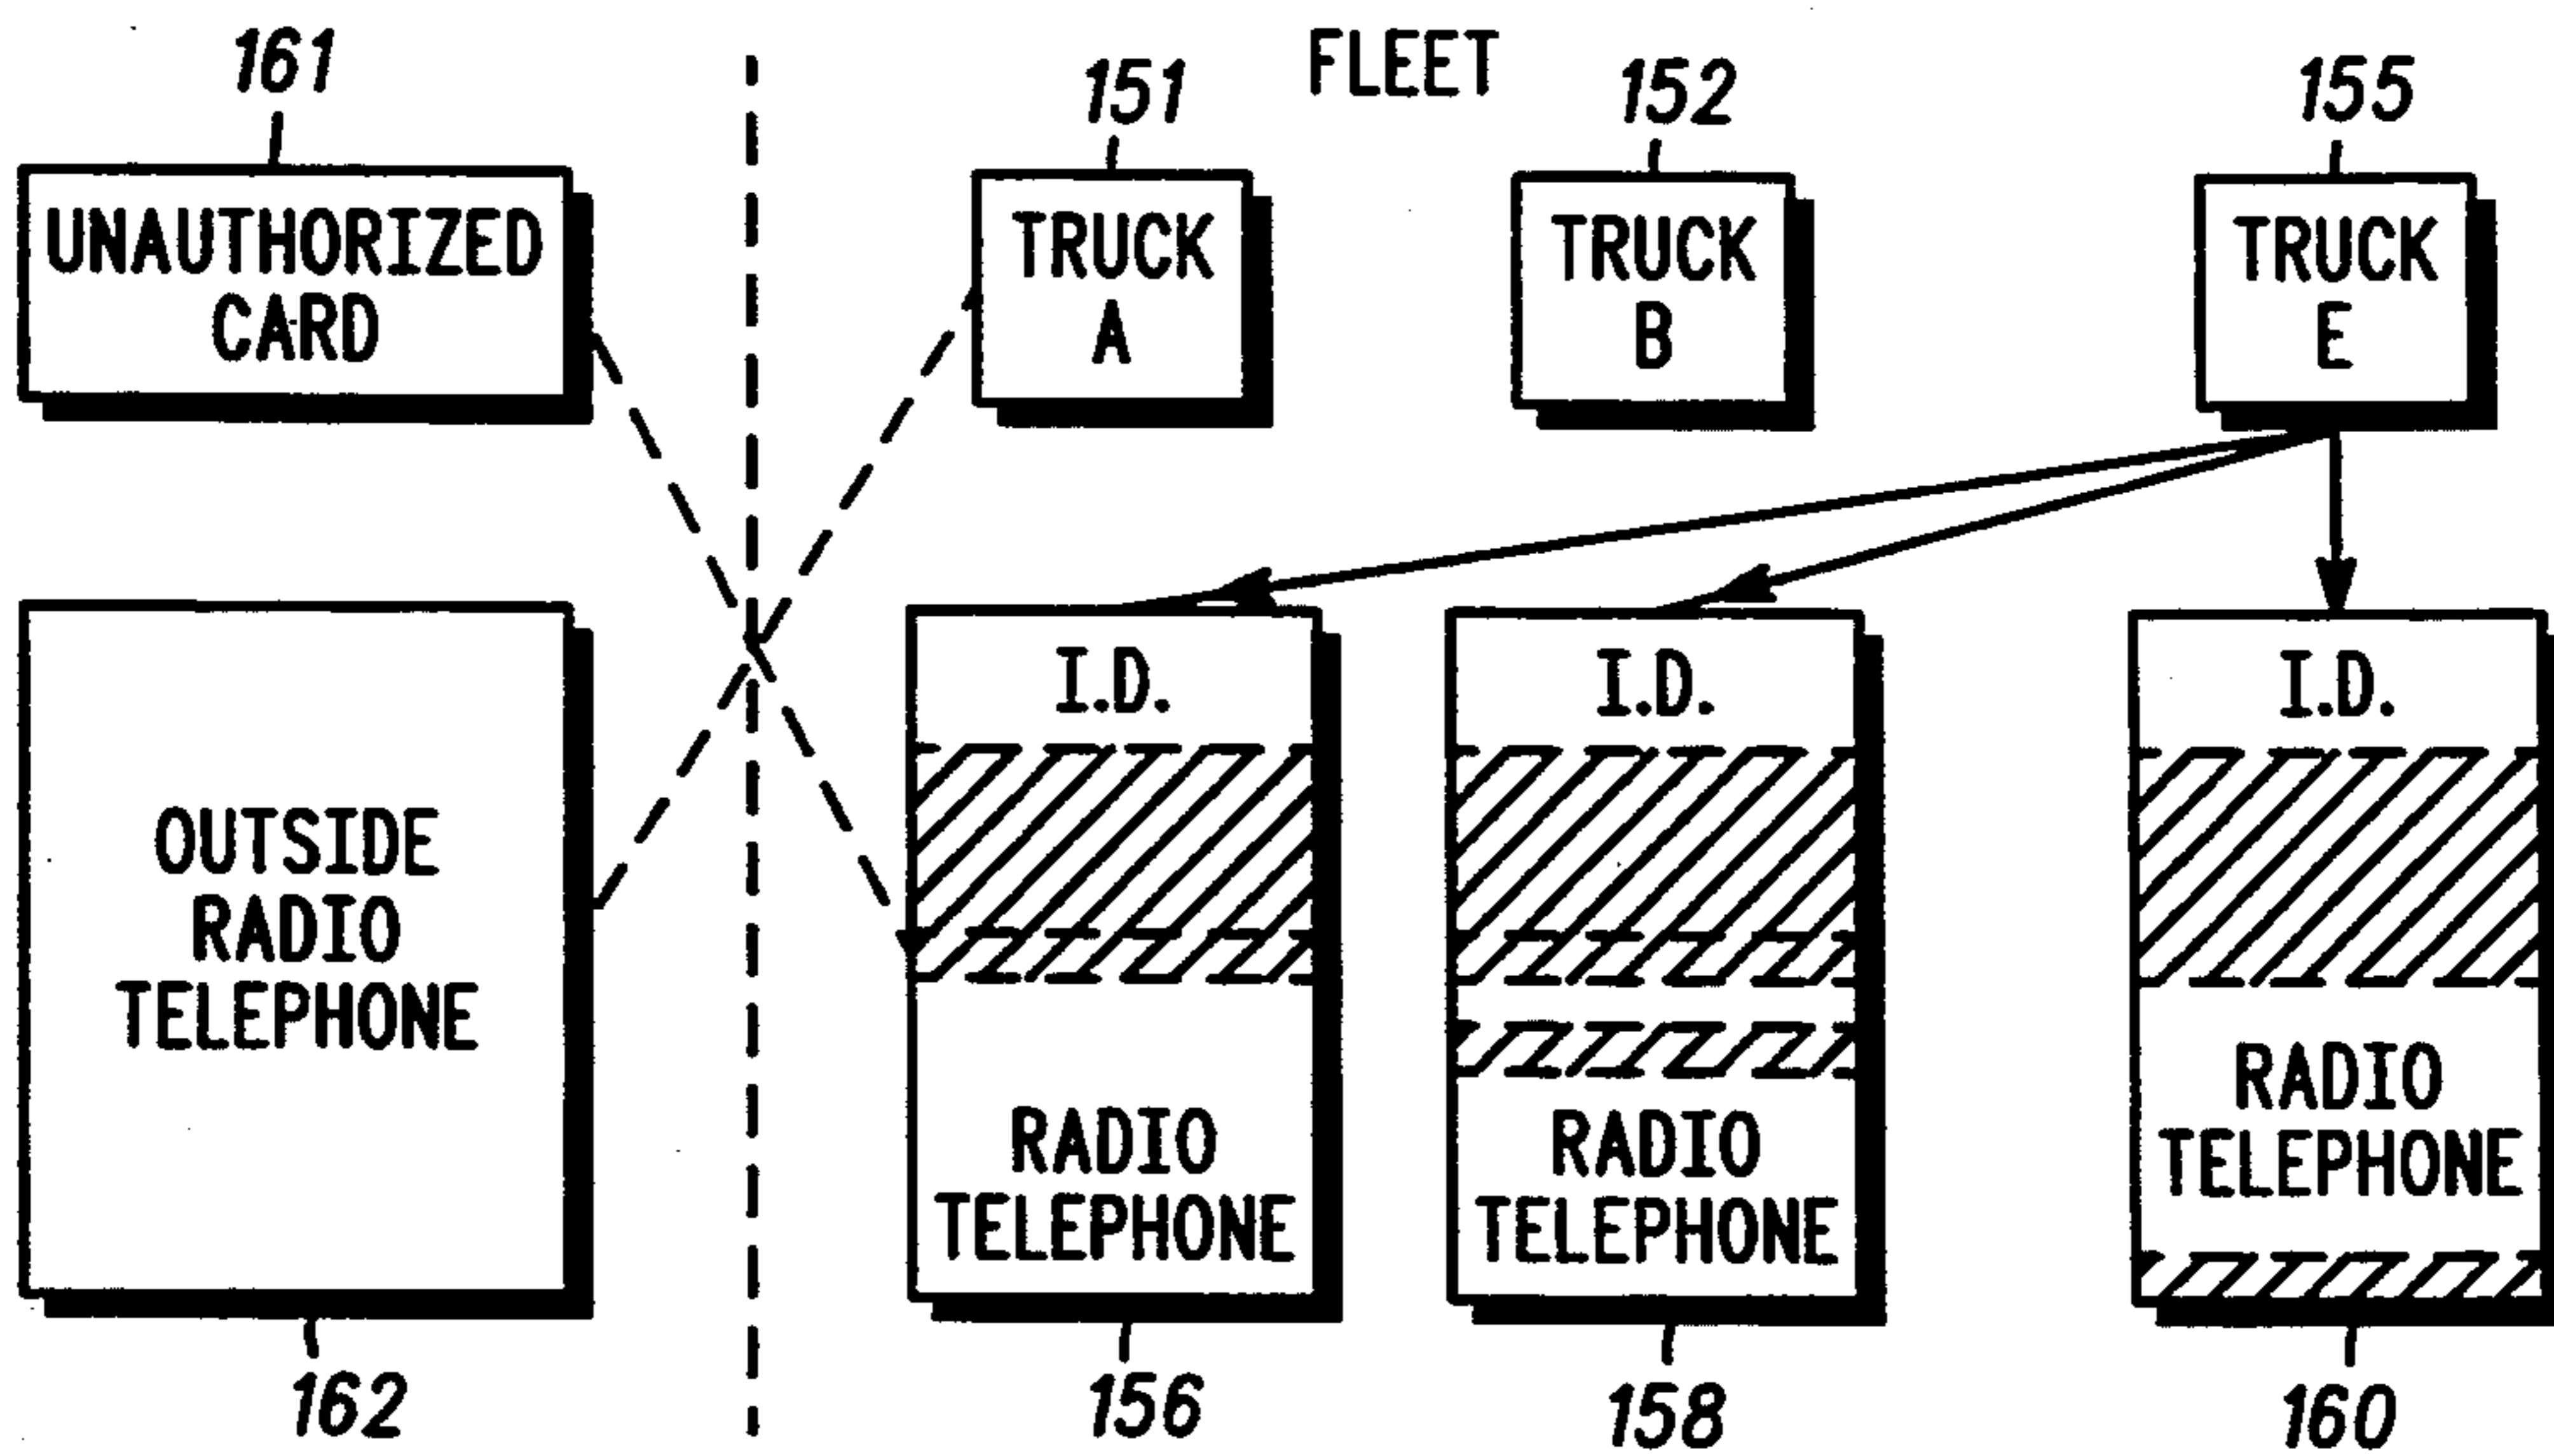 FLEET
161
151
152
155
UNAUTHORIZED
CARD
TRUCK
A
TRUCK
B
TRUCK
E
OUTSIDE
RADIO
TELEPHONE
I.D.
RADIO
TELEPHONE
I.D.
RADIO
TELEPHONE
I.D.
RADIO
TELEPHONE
162
156
158
160